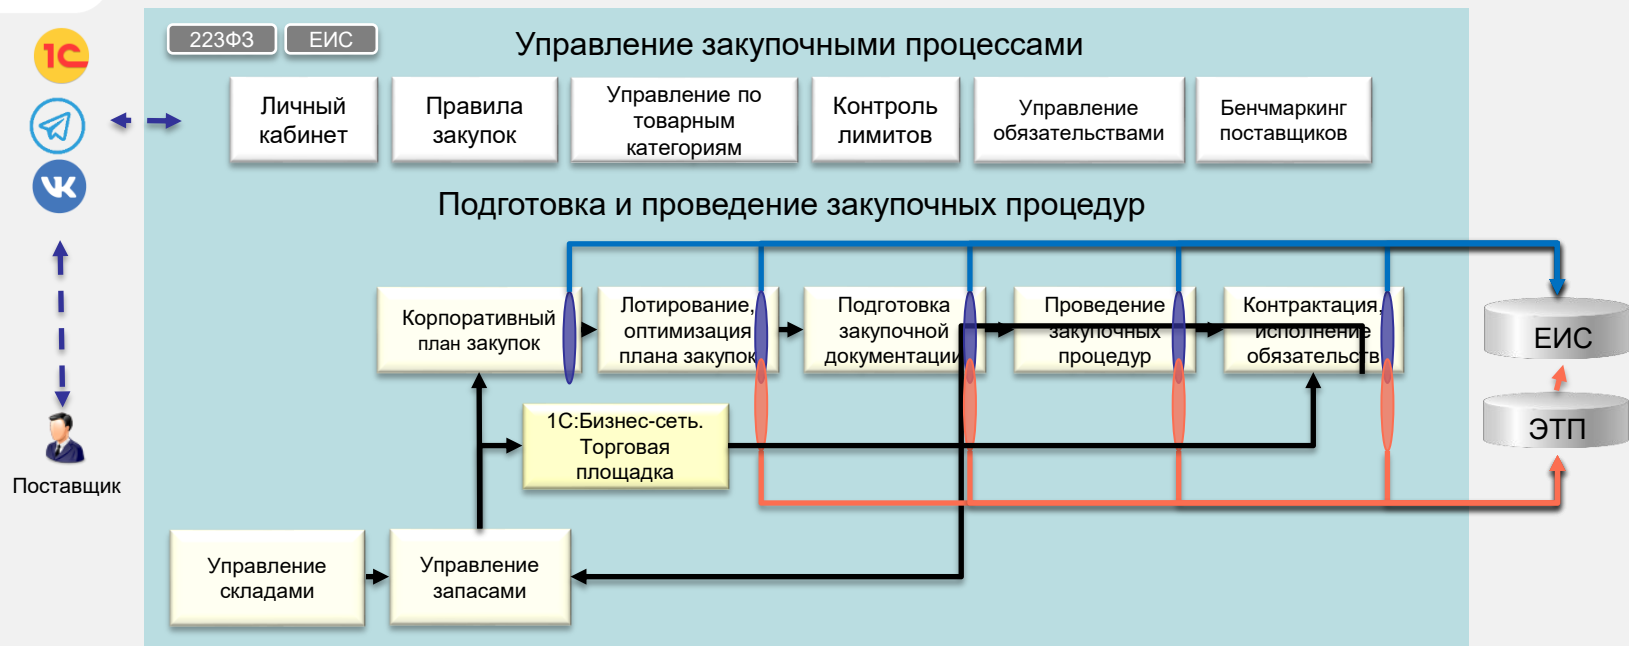 1С
223ФЗ
ЕИС
Управление закупочными процессами
Личный
кабинет
Правила
закупок
Управление по
товарным
категориям
Контроль
лимитов
Управление
обязательствами
Бенчмаркинг
поставщиков
Подготовка и проведение закупочных процедур
Корпоративный
план закупок
Лотирование,
оптимизация
плана закупок
Подготовка
закупочной
документации
Проведение
закупочных
процедур
Контрактация,
исполнение
обязательств
ЕИС
ЭТП
1С:Бизнес-сеть.
Торговая
площадка
Поставщик
Управление
складами
Управление
запасами